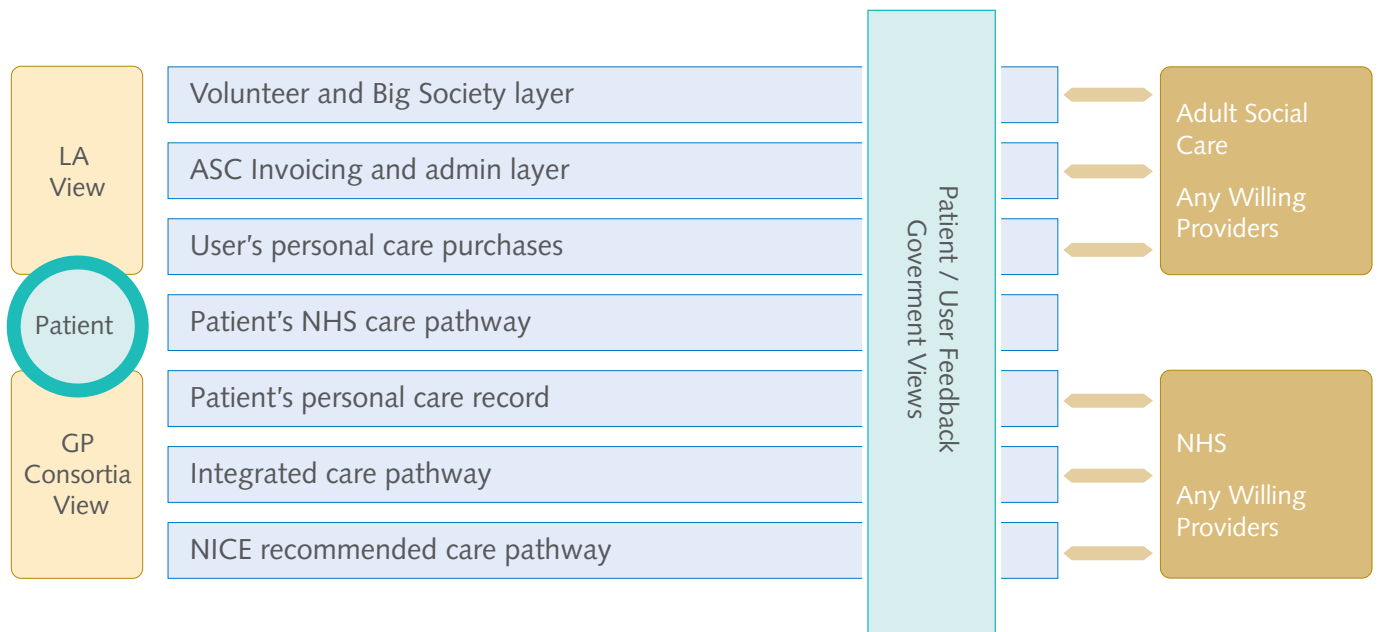 LA
View
Patient
GP
Consortia
View
Volunteer and Big Society layer
ASC Invoicing and admin layer
User's personal care purchases
Patient's NHS care pathway
Patient's personal care record
Integrated care pathway
NICE recommended care pathway
Patient / User Feedback
Goverment Views
Adult Social
Care
Any Willing
Providers
NHS
Any Willing
Providers